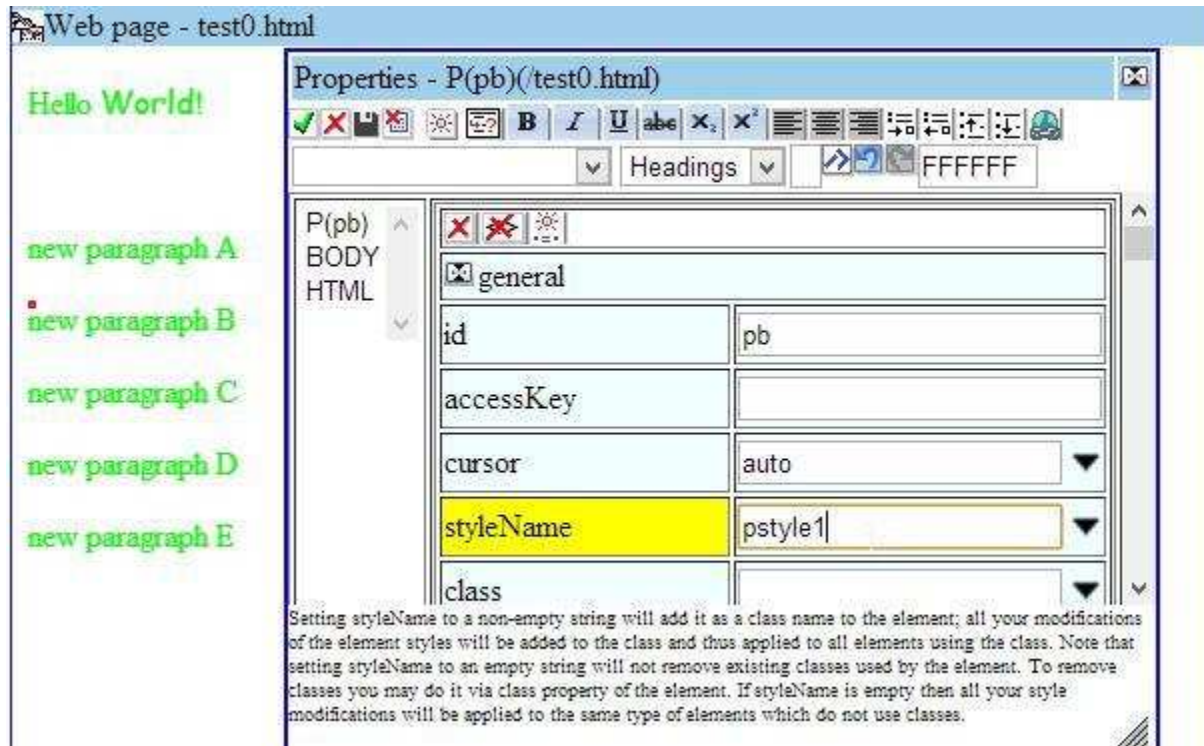 Web page - test0.html
Hello World!
new paragraph A
new paragraph B
new paragraph C
new paragraph D
new paragraph E
Properties - P(pb)(/test0.html)
B I U abc X₂ X²
Headings FFFFFF
P(pb)
BODY
HTML
general
id pb
accessKey
cursor auto
styleName pstyle1
class
Setting styleName to a non-empty string will add it as a class name to the element; all your modifications
of the element styles will be added to the class and thus applied to all elements using the class. Note that
setting styleName to an empty string will not remove existing classes used by the element. To remove
classes you may do it via class property of the element. If styleName is empty then all your style
modifications will be applied to the same type of elements which do not use classes.